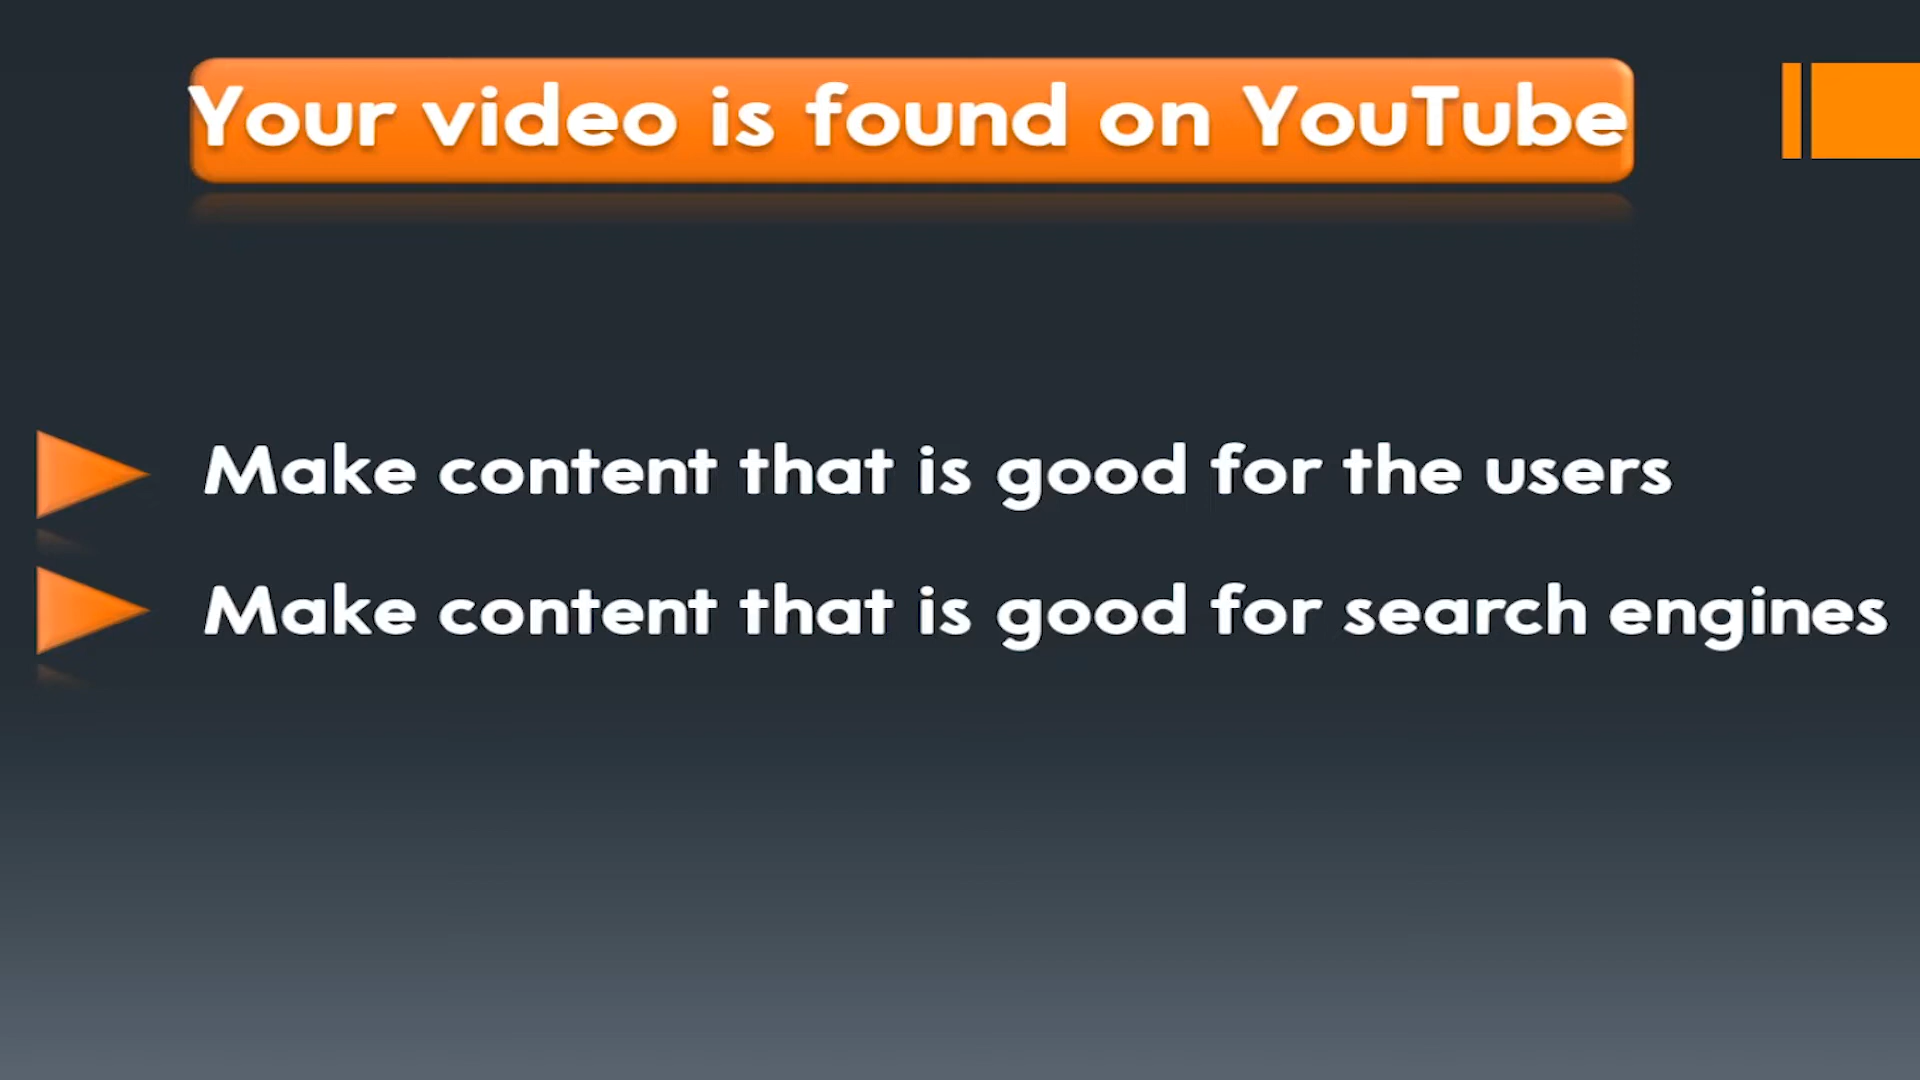 Your video is found on YouTube
Make content that is good for the users
Make content that is good for search engines